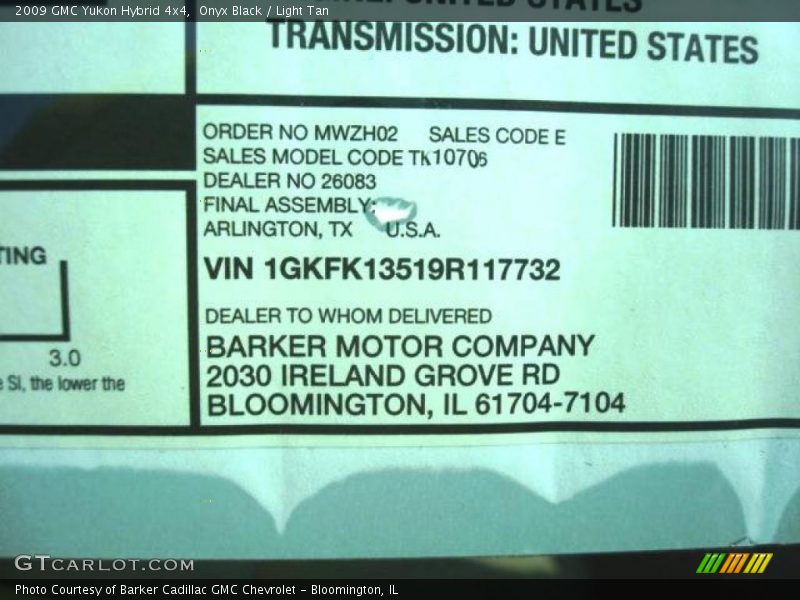 2009 GMC Yukon Hybrid 4x4, Onyx Black / Light Tan
UNITED STATES
TRANSMISSION: UNITED STATES
ORDER NO MWZH02 SALES CODE E
SALES MODEL CODE TK10706
DEALER NO 26083
FINAL ASSEMBLY:
ARLINGTON, TX U.S.A.
VIN 1GKFK13519R117732
DEALER TO WHOM DELIVERED
BARKER MOTOR COMPANY
2030 IRELAND GROVE RD
BLOOMINGTON, IL 61704-7104
TING
3.0
SI, the lower the
GTCARLOT.COM
Photo Courtesy of Barker Cadillac GMC Chevrolet - Bloomington, IL